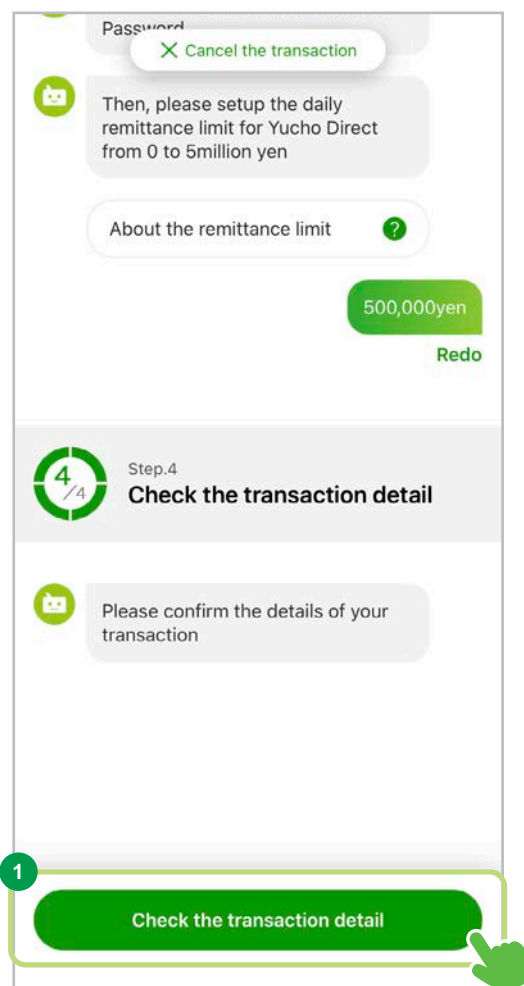 Password
Cancel the transaction
Then, please setup the daily
remittance limit for Yucho Direct
from 0 to 5million yen
About the remittance limit ?
500,000yen
Redo
4/4
Step.4
Check the transaction detail
Please confirm the details of your
transaction
1
Check the transaction detail